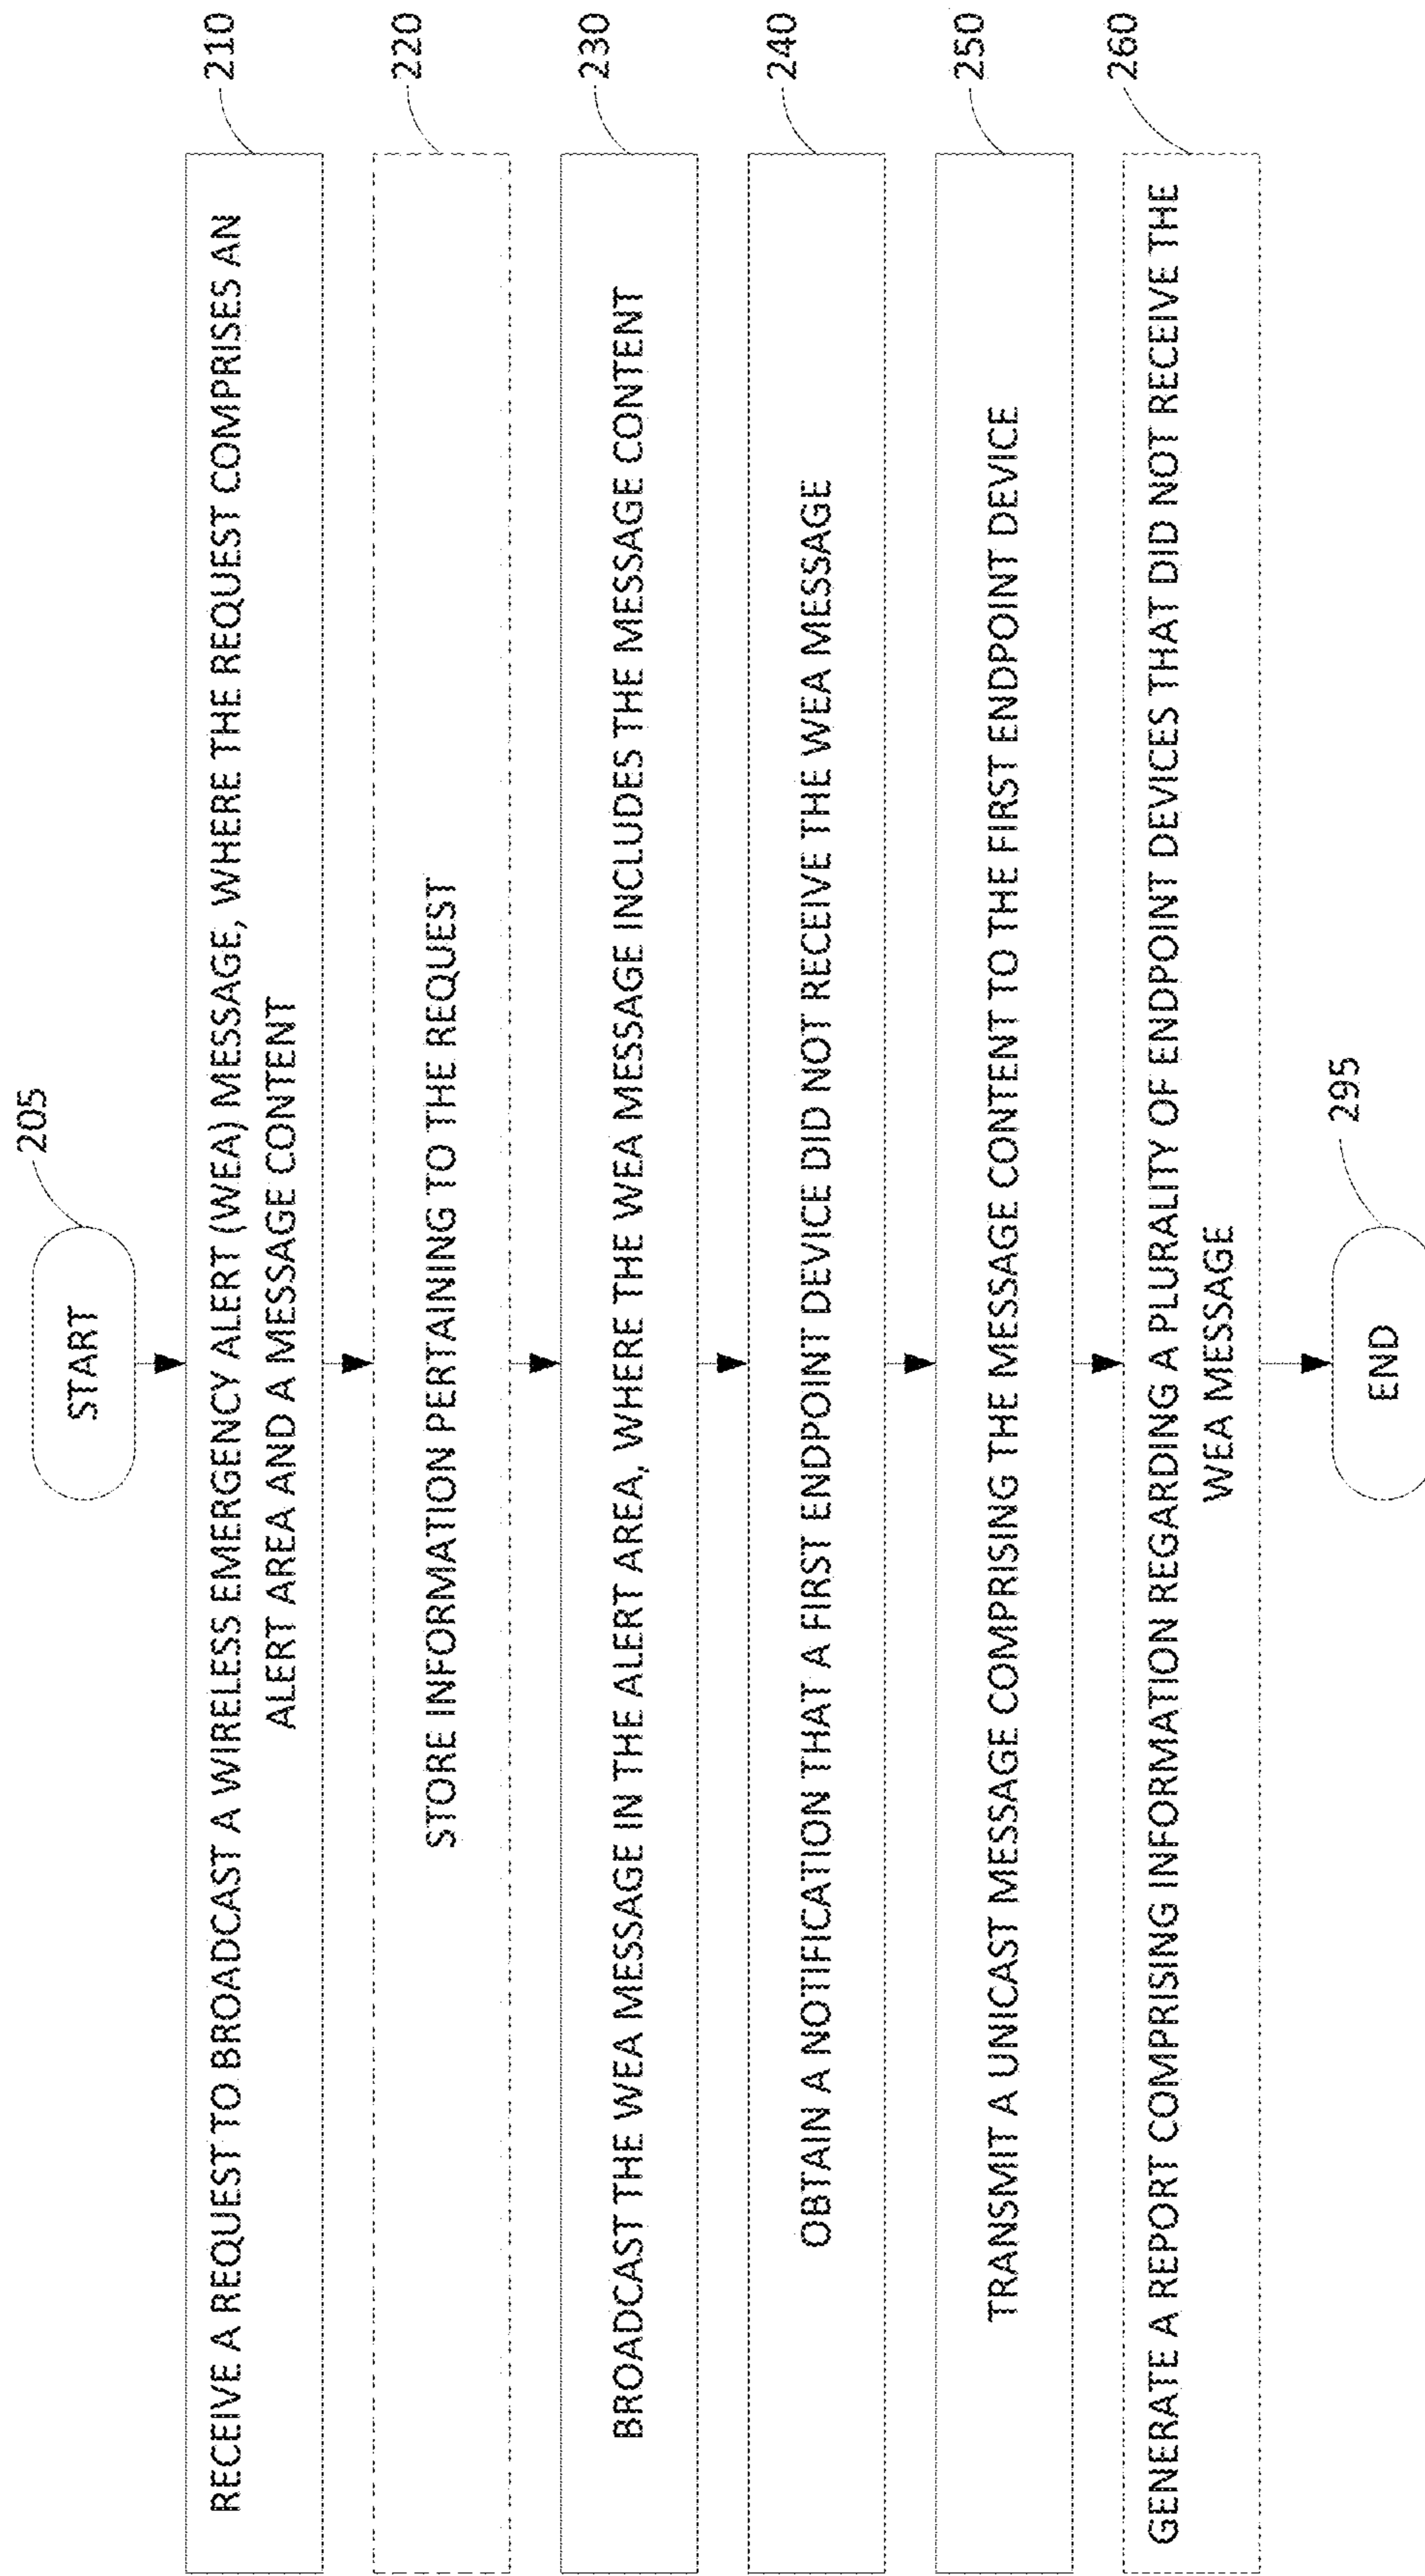 205
START
210
RECEIVE A REQUEST TO BROADCAST A WIRELESS EMERGENCY ALERT (WEA) MESSAGE, WHERE THE REQUEST COMPRISES AN
ALERT AREA AND A MESSAGE CONTENT
220
STORE INFORMATION PERTAINING TO THE REQUEST
230
BROADCAST THE WEA MESSAGE IN THE ALERT AREA, WHERE THE WEA MESSAGE INCLUDES THE MESSAGE CONTENT
240
OBTAIN A NOTIFICATION THAT A FIRST ENDPOINT DEVICE DID NOT RECEIVE THE WEA MESSAGE
250
TRANSMIT A UNICAST MESSAGE COMPRISING THE MESSAGE CONTENT TO THE FIRST ENDPOINT DEVICE
260
GENERATE A REPORT COMPRISING INFORMATION REGARDING A PLURALITY OF ENDPOINT DEVICES THAT DID NOT RECEIVE THE
WEA MESSAGE
295
END